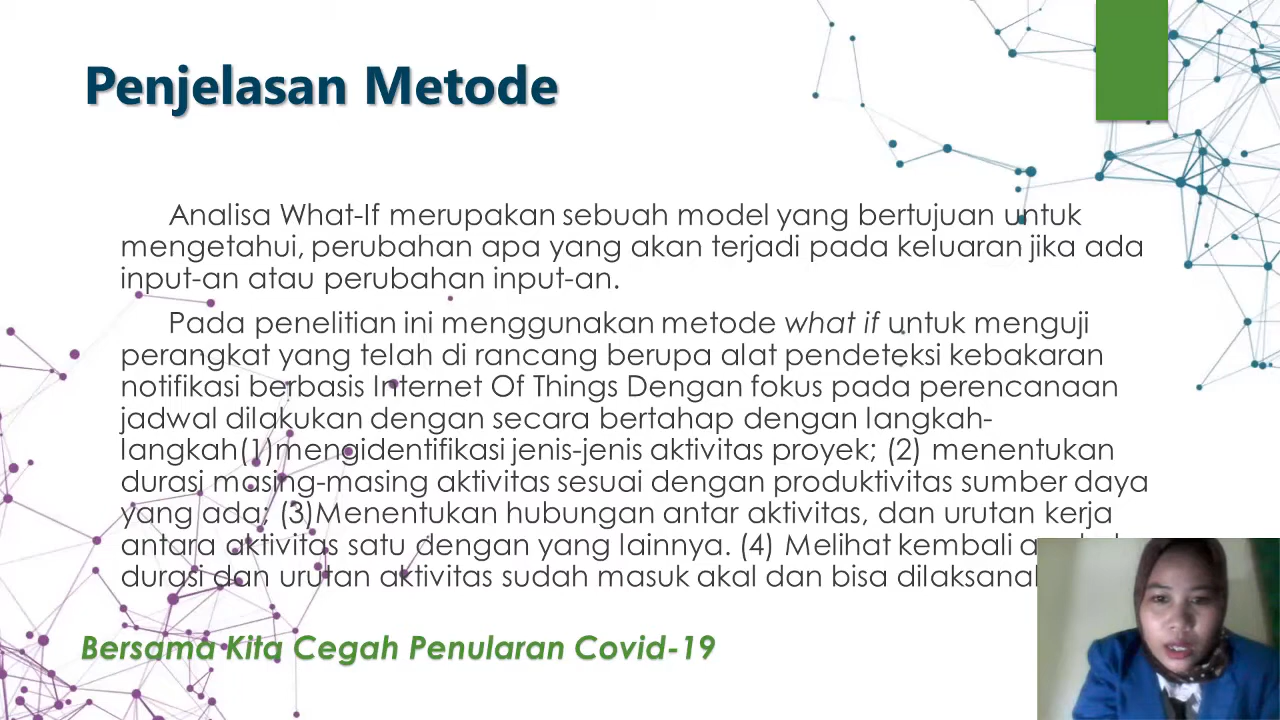 Penjelasan Metode
Analisa What-If merupakan sebuah model yang bertujuan untuk
mengetahui, perubahan apa yang akan terjadi pada keluaran jika ada
input-an atau perubahan input-an.
Pada penelitian ini menggunakan metode what if untuk menguji
perangkat yang telah di rancang berupa alat pendeteksi kebakaran
notifikasi berbasis Internet Of Things Dengan fokus pada perencanaan
jadwal dilakukan dengan secara bertahap dengan langkah-
langkah(1)mengidentifikasi jenis-jenis aktivitas proyek; (2) menentukan
durasi masing-masing aktivitas sesuai dengan produktivitas sumber daya
yang ada; (3)Menentukan hubungan antar aktivitas, dan urutan kerja
antara aktivitas satu dengan yang lainnya. (4) Melihat kembali
durasi dan urutan aktivitas sudah masuk akal dan bisa
Bersama Kita Cegah Penularan Covid-19